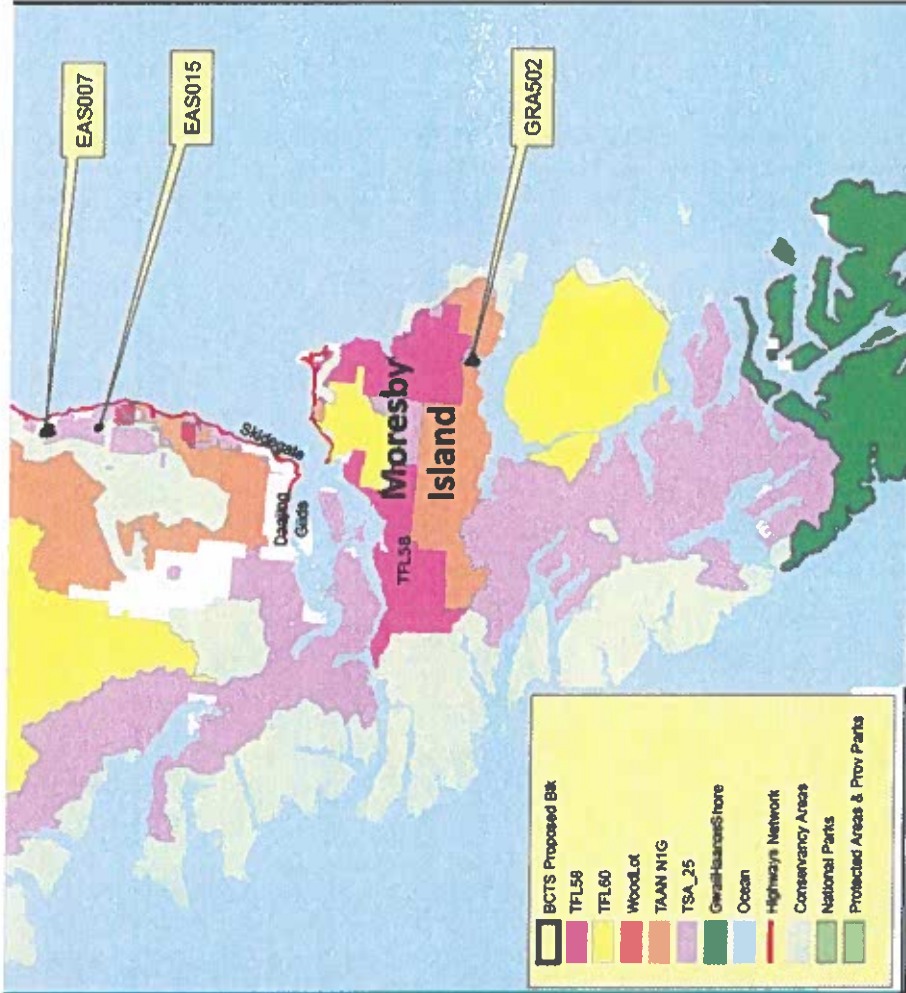 EAS007
EAS015
GRA502
Skidegate
Daajing
Giids
Moresby
Island
TFL58
BCTS Proposed Blk
TFL58
TFL60
WoodLot
TAAN N1G
TSA_25
GwaiiHaanasShore
Ocean
Highways Network
Conservancy Areas
National Parks
Protected Areas & Prov Parks